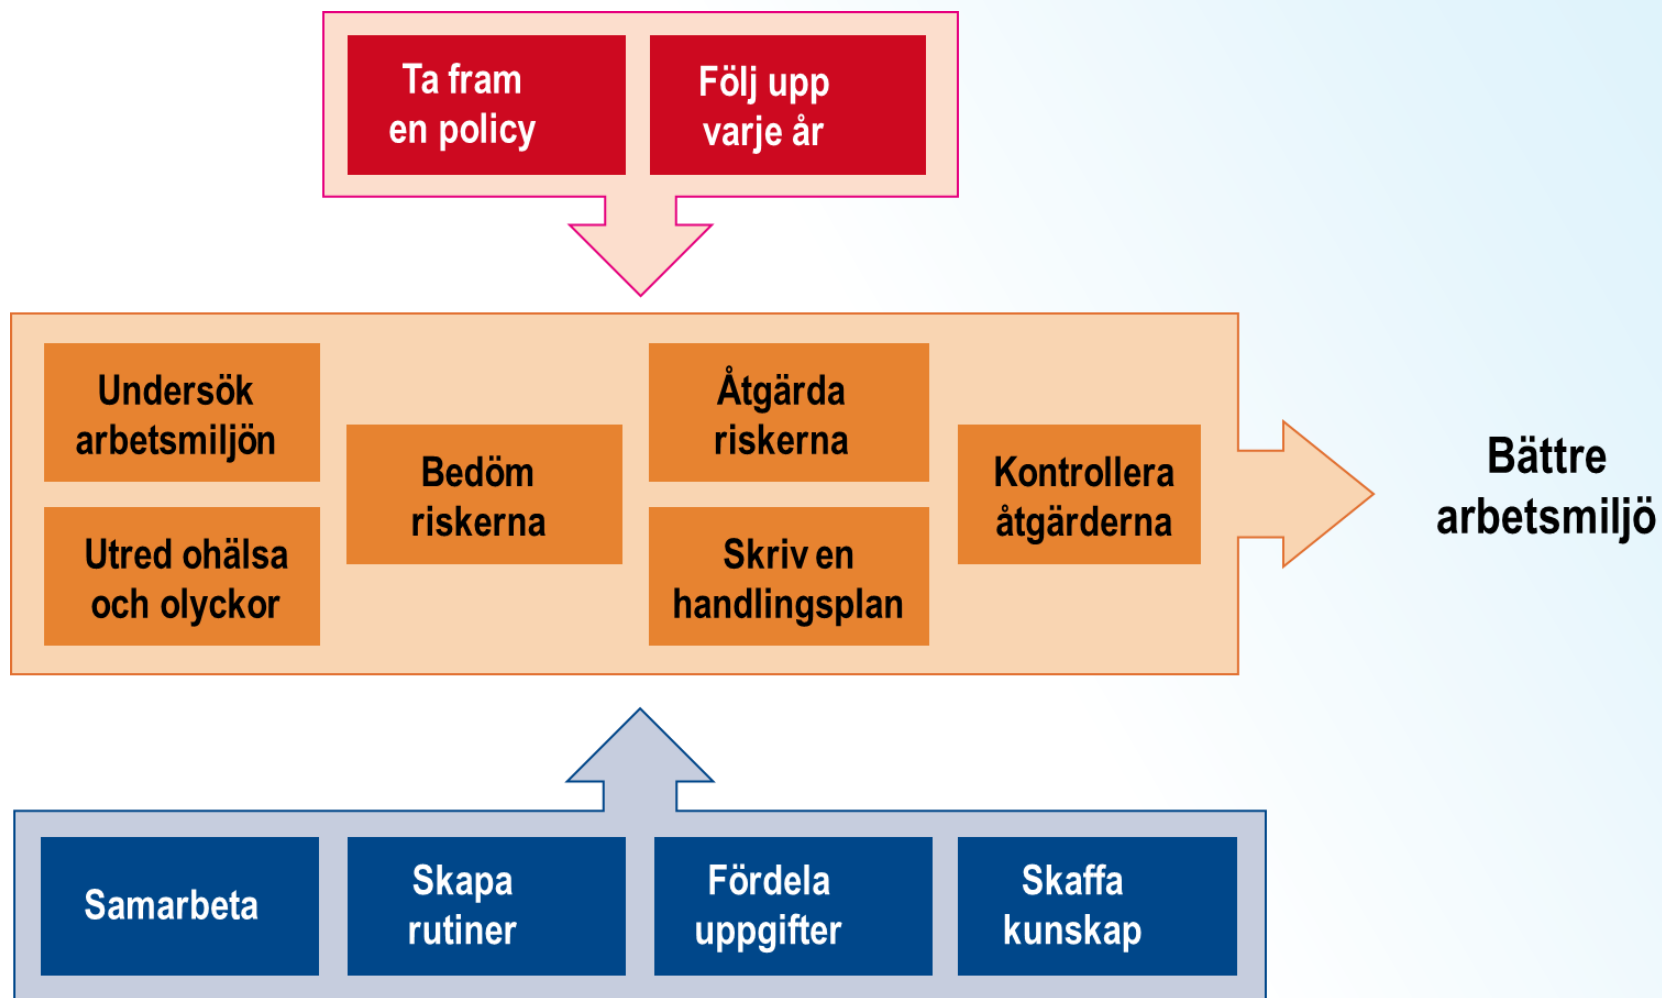 Ta fram
en policy
Följ upp
varje år
Undersök
arbetsmiljön
Utred ohälsa
och olyckor
Bedöm
riskerna
Åtgärda
riskerna
Skriv en
handlingsplan
Kontrollera
åtgärderna
Bättre
arbetsmiljö
Samarbeta
Skapa
rutiner
Fördela
uppgifter
Skaffa
kunskap